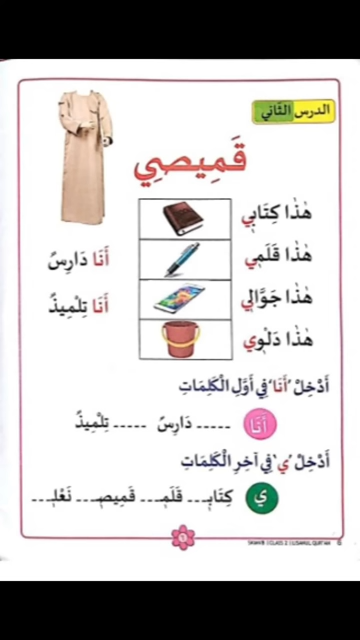 الدرس الثاني
قَمِيصِي
هٰذَا كِتَابِي
هٰذَا قَلَمِي
أَنَا دَارِسٌ
هٰذَا جَوَّالِي
أَنَا تِلْمِيذٌ
هٰذَا دَلْوِي
أَدْخِلْ 'أَنَا' فِي أَوَّلِ الْكَلِمَاتِ
أَنَا ----- دَارِسٌ ----- تِلْمِيذٌ
أَدْخِلْ 'ي' فِي آخِرِ الْكَلِمَاتِ
ي كِتَابِـ... قَلَمِـ... قَمِيصِـ... نَعْلِـ...